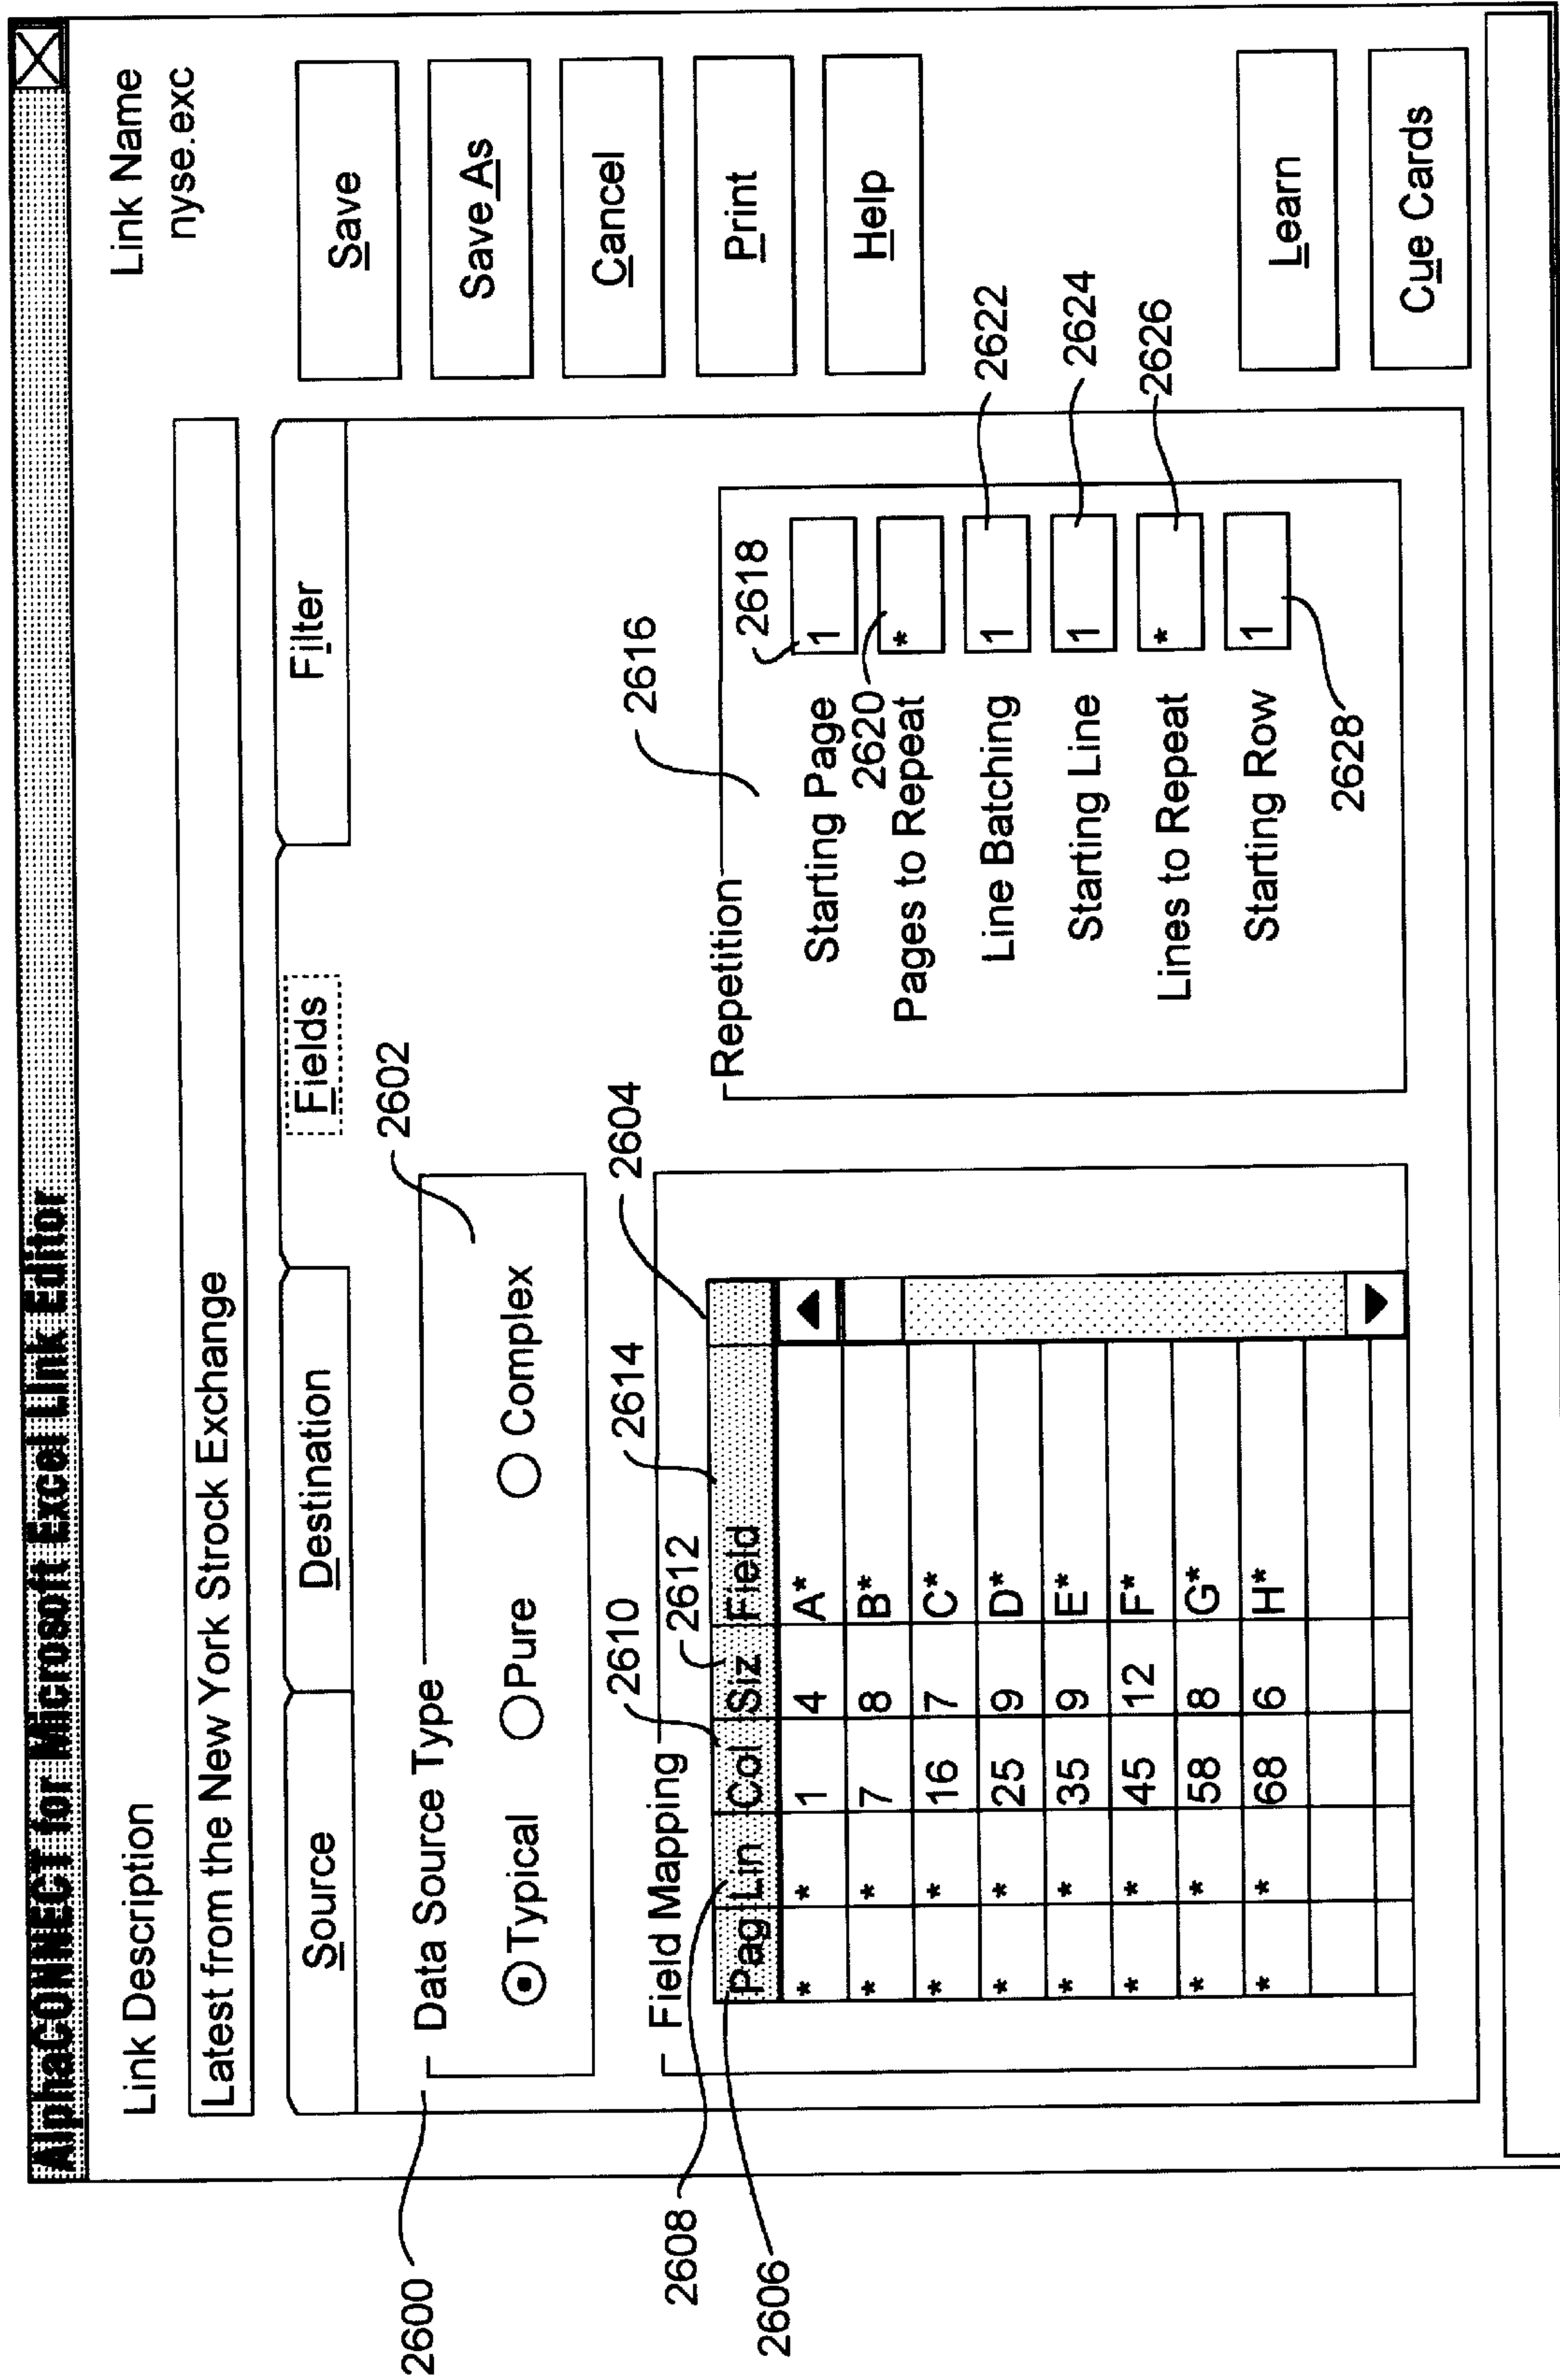 AlphaCONNECT for Microsoft Excel Link Editor
Link Description
Link Name
Latest from the New York Strock Exchange
nyse.exc
Source
Destination
Fields
Filter
Save
Save As
Cancel
Print
Help
Learn
Cue Cards
2600
Data Source Type
2602
Typical
Pure
Complex
Field Mapping
2604
2606
2608
2610
2612
2614
Pag Lin Col Siz Field
* * 1 4 A*
* * 7 8 B*
* * 16 7 C*
* * 25 9 D*
* * 35 9 E*
* * 45 12 F*
* * 58 8 G*
* * 68 6 H*
2616
Repetition
2618
Starting Page 1
2620
Pages to Repeat *
Line Batching 1
2622
Starting Line 1
2624
Lines to Repeat *
2626
Starting Row 1
2628